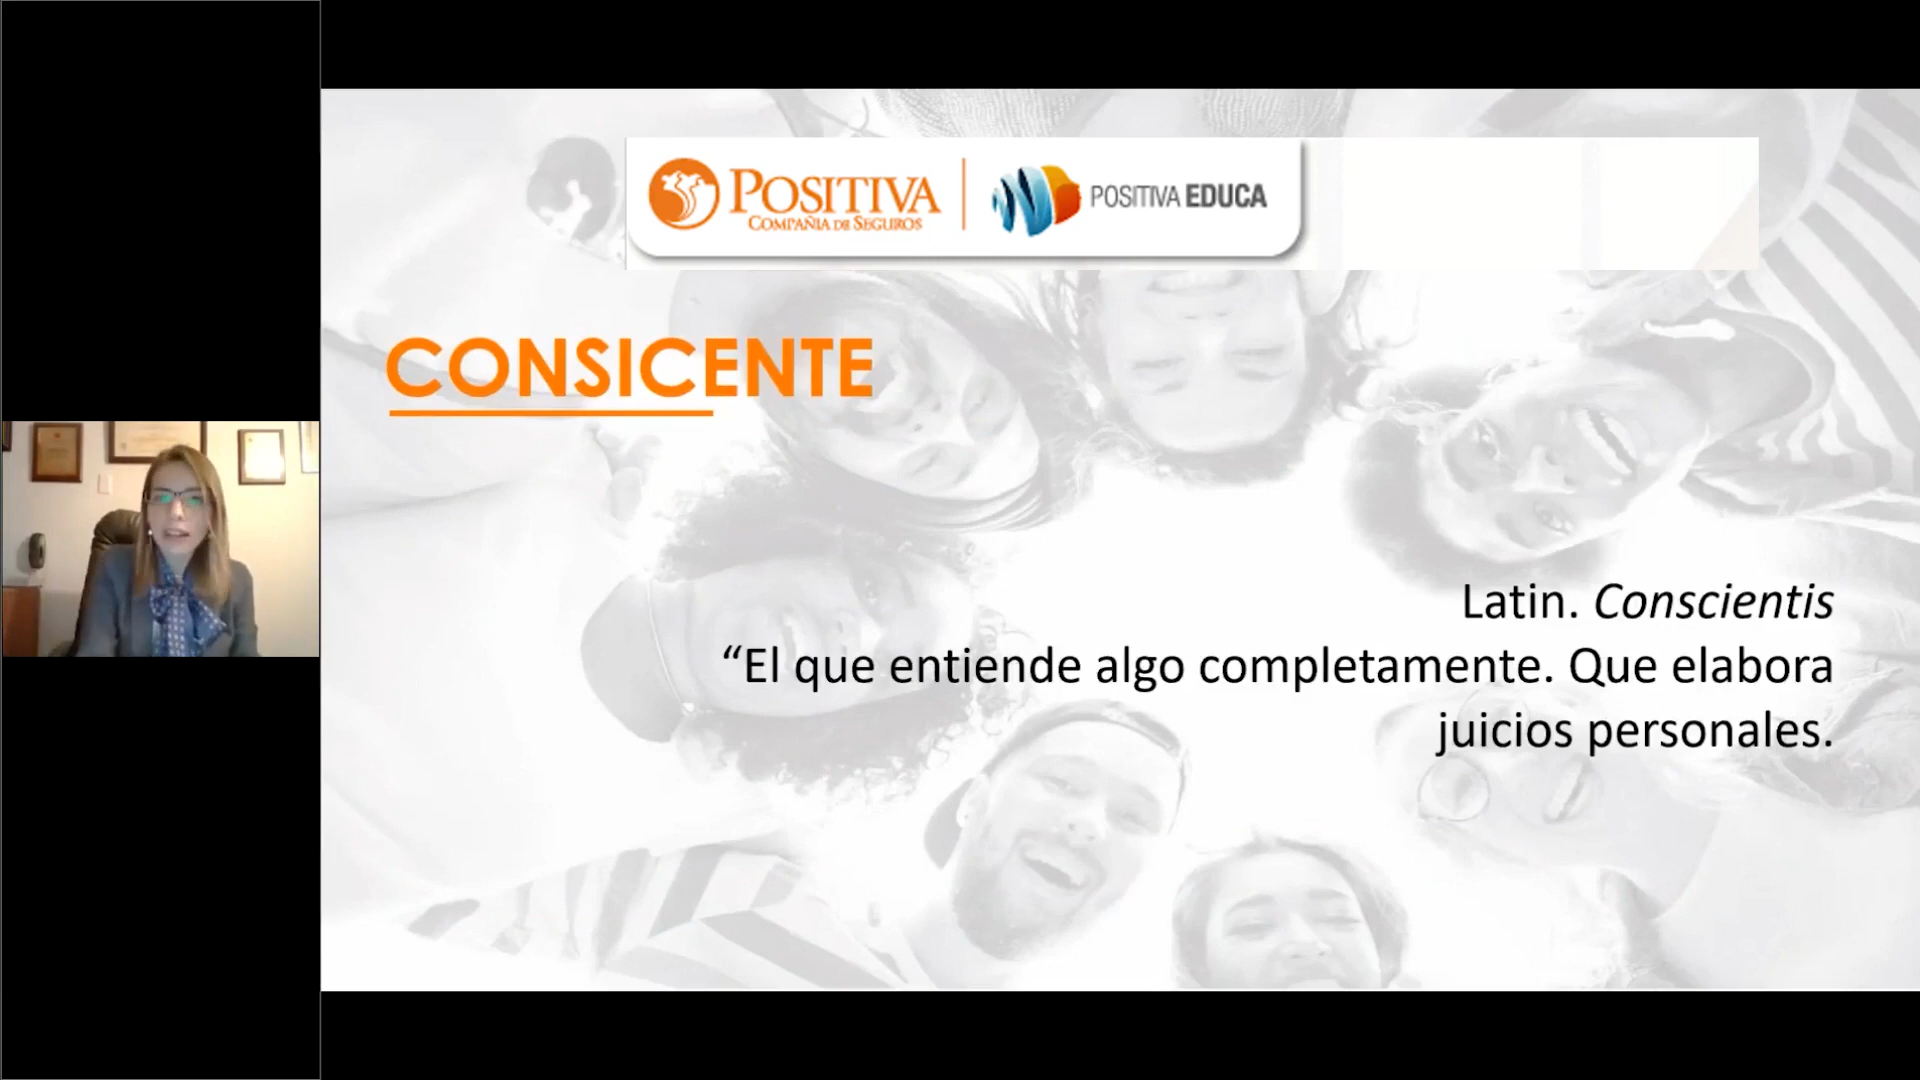 POSITIVA
COMPAÑIA DE SEGUROS
POSITIVA EDUCA
CONSICENTE
Latin. Conscientis
“El que entiende algo completamente. Que elabora
juicios personales.